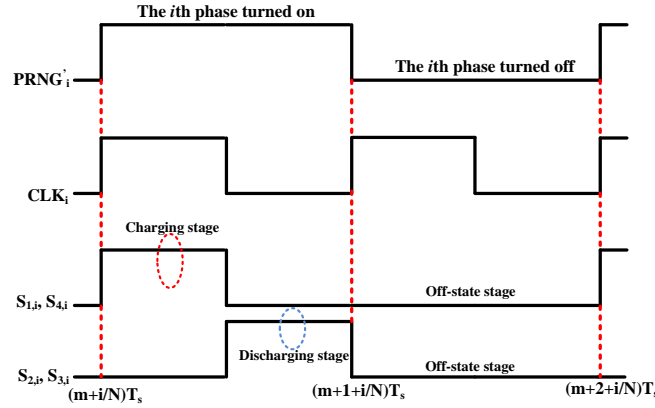 The ith phase turned on
PRNG'i
The ith phase turned off
CLKi
Charging stage
S1,i, S4,i
Off-state stage
Discharging stage
S2,i, S3,i
Off-state stage
(m+i/N)Ts
(m+1+i/N)Ts
(m+2+i/N)Ts